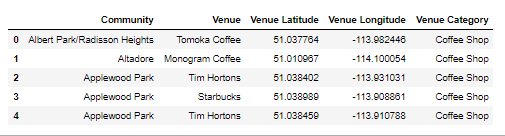 Community Venue Venue Latitude Venue Longitude Venue Category
0 Albert Park/Radisson Heights Tomoka Coffee 51.037764 -113.982446 Coffee Shop
1 Altadore Monogram Coffee 51.010967 -114.100054 Coffee Shop
2 Applewood Park Tim Hortons 51.038402 -113.931031 Coffee Shop
3 Applewood Park Starbucks 51.038989 -113.908861 Coffee Shop
4 Applewood Park Tim Hortons 51.038459 -113.910788 Coffee Shop